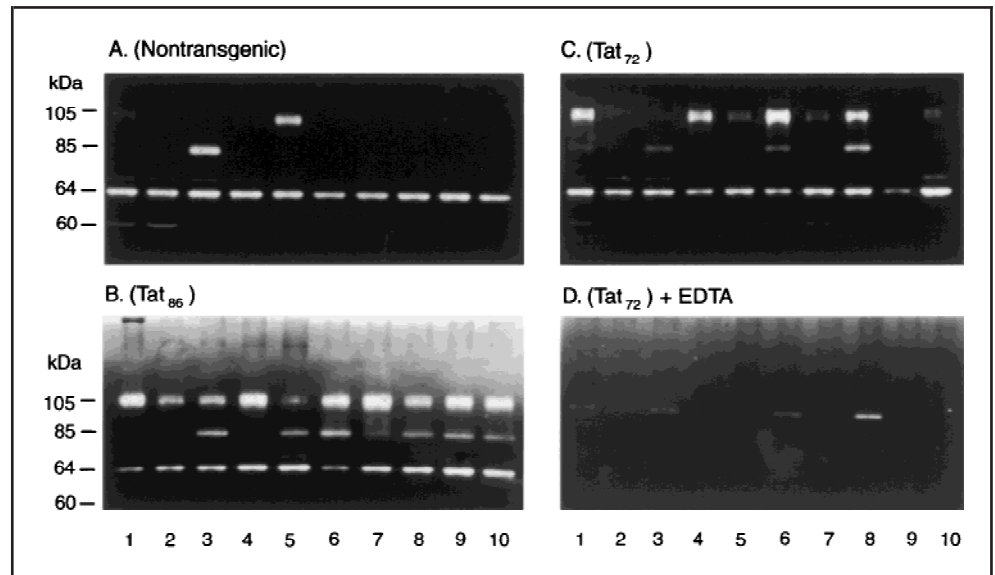 A. (Nontransgenic)
kDa
105
85
64
60
B. (Tat86)
kDa
105
85
64
60
1 2 3 4 5 6 7 8 9 10
C. (Tat72)
D. (Tat72) + EDTA
1 2 3 4 5 6 7 8 9 10